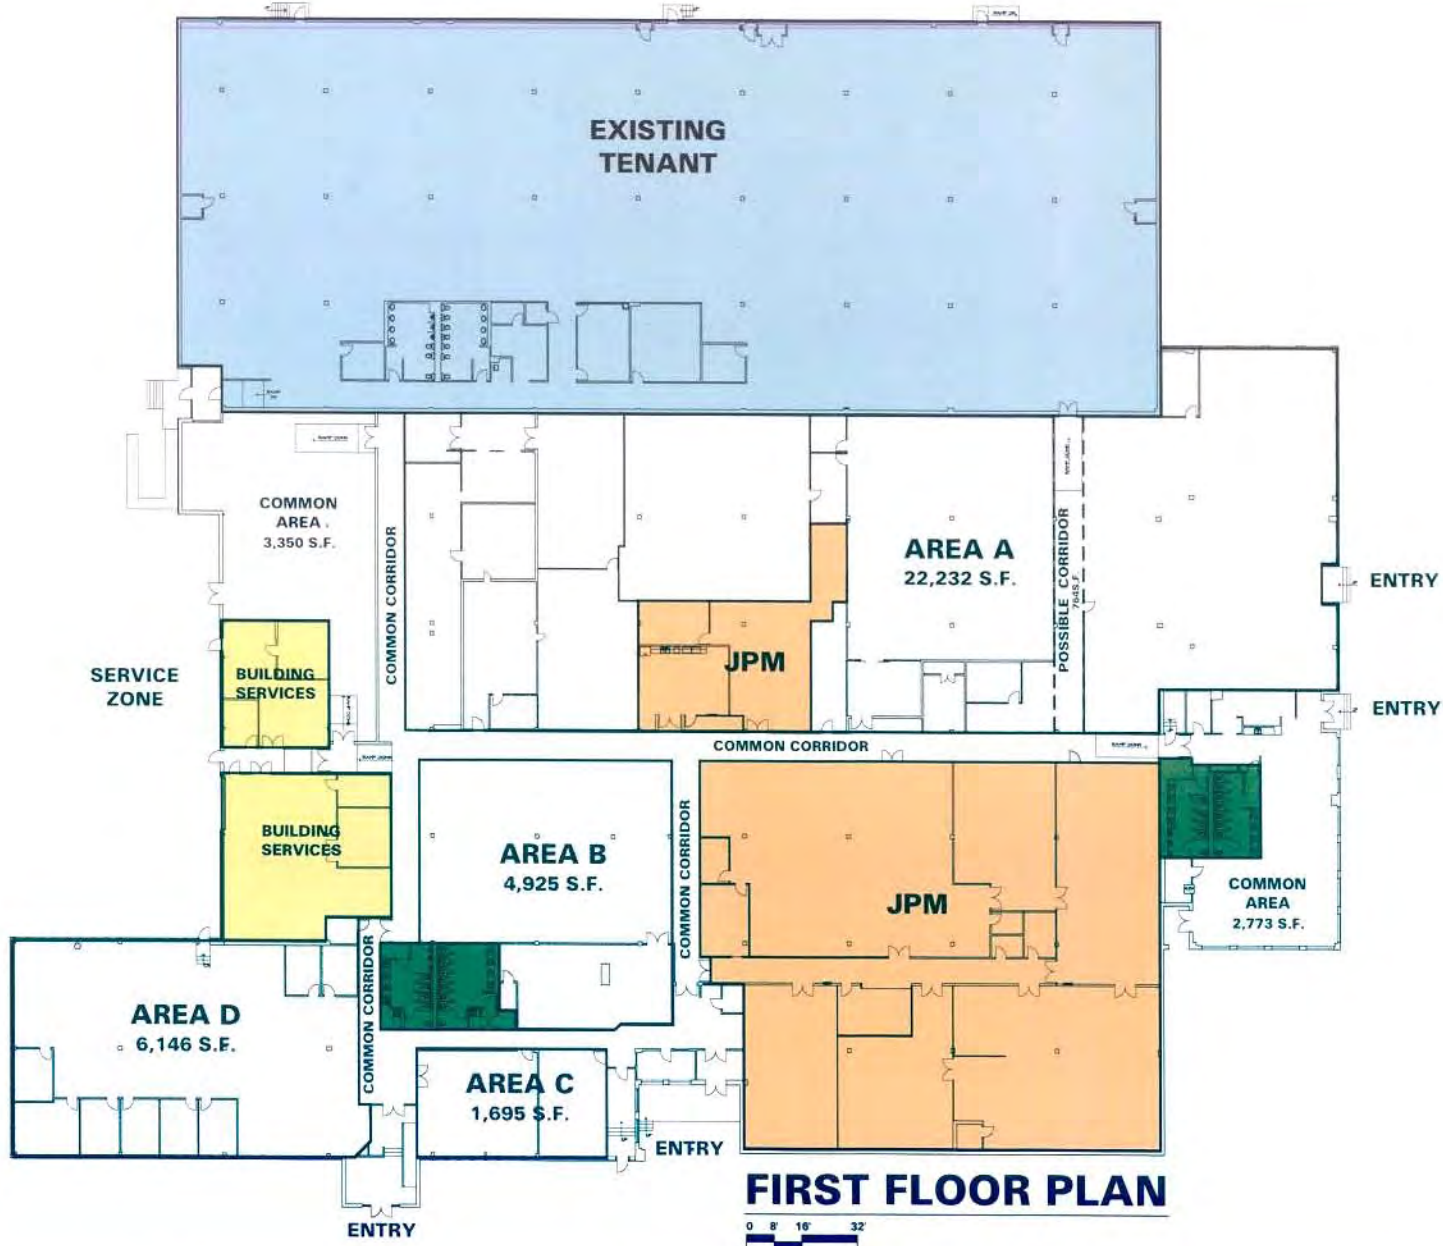 EXISTING
TENANT
COMMON
AREA
3,350 S.F.
COMMON CORRIDOR
AREA A
22,232 S.F.
POSSIBLE CORRIDOR
764 S.F.
ENTRY
SERVICE
ZONE
BUILDING
SERVICES
JPM
ENTRY
COMMON CORRIDOR
BUILDING
SERVICES
AREA B
4,925 S.F.
COMMON CORRIDOR
JPM
COMMON
AREA
2,773 S.F.
AREA D
6,146 S.F.
COMMON CORRIDOR
AREA C
1,695 S.F.
ENTRY
ENTRY
FIRST FLOOR PLAN
0 8' 16' 32'